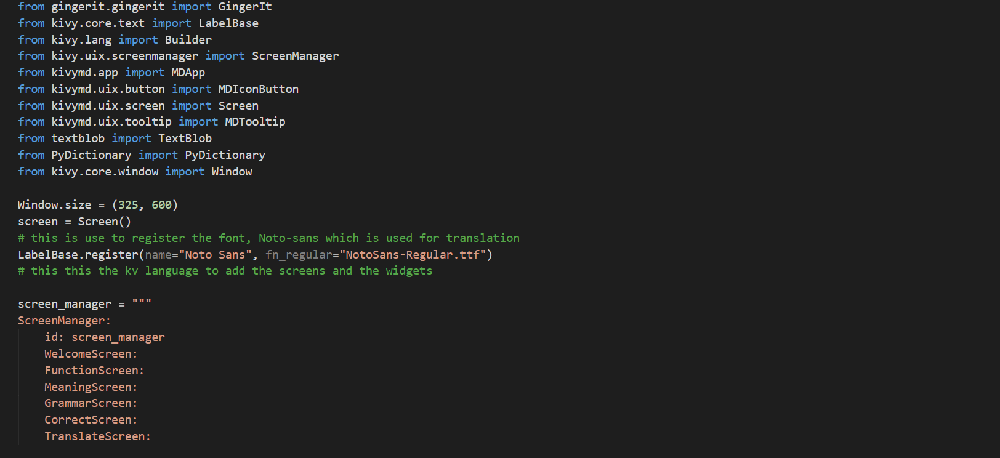 from gingerit.gingerit import GingerIt
from kivy.core.text import LabelBase
from kivy.lang import Builder
from kivy.uix.screenmanager import ScreenManager
from kivymd.app import MDApp
from kivymd.uix.button import MDIconButton
from kivymd.uix.screen import Screen
from kivymd.uix.tooltip import MDTooltip
from textblob import TextBlob
from PyDictionary import PyDictionary
from kivy.core.window import Window

Window.size = (325, 600)
screen = Screen()
# this is use to register the font, Noto-sans which is used for translation
LabelBase.register(name="Noto Sans", fn_regular="NotoSans-Regular.ttf")
# this this the kv language to add the screens and the widgets

screen_manager = """
ScreenManager:
    id: screen_manager
    WelcomeScreen:
    FunctionScreen:
    MeaningScreen:
    GrammarScreen:
    CorrectScreen:
    TranslateScreen: